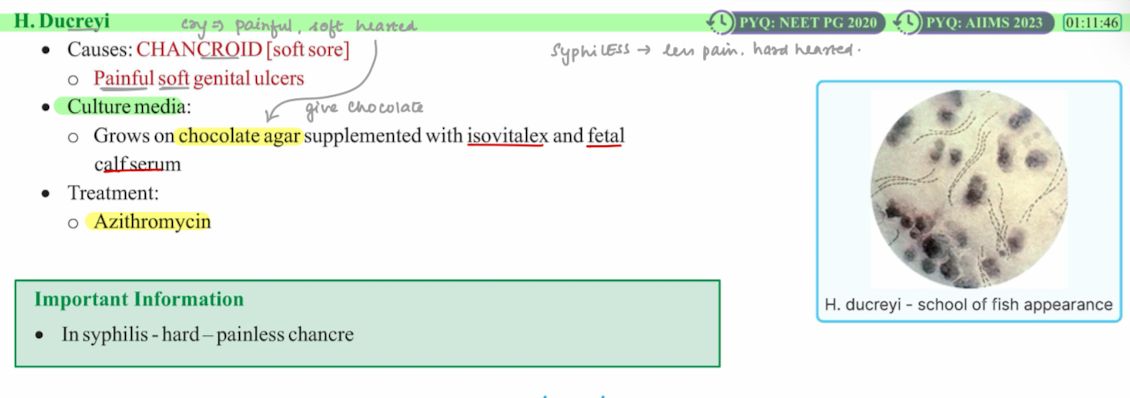 H. Ducreyi cry => painful, soft hearted PYQ: NEET PG 2020 PYQ: AIIMS 2023 01:11:46
• Causes: CHANCROID [soft sore] SyphiLESS → less pain, hard hearted.
o Painful soft genital ulcers
• Culture media: give chocolate
o Grows on chocolate agar supplemented with isovitalex and fetal
calf serum
• Treatment:
o Azithromycin
H. ducreyi - school of fish appearance
Important Information
• In syphilis - hard – painless chancre